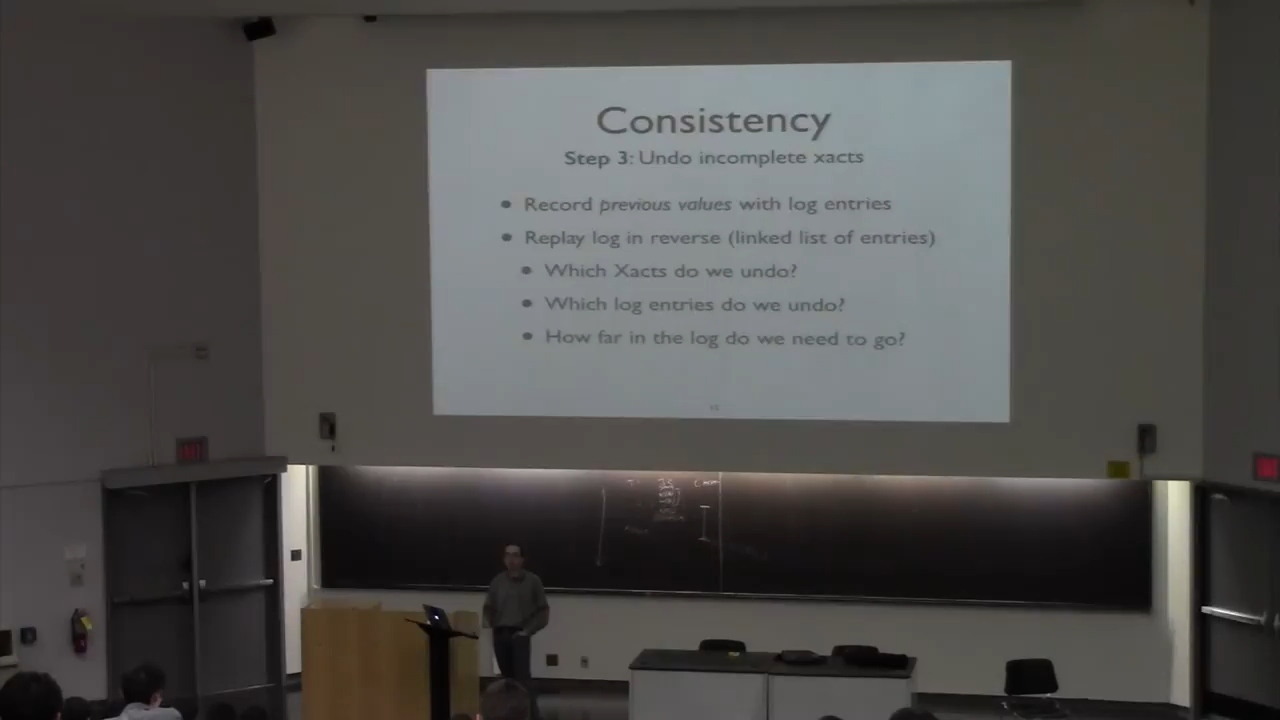 Consistency
Step 3: Undo incomplete xacts
• Record previous values with log entries
• Replay log in reverse (linked list of entries)
• Which Xacts do we undo?
• Which log entries do we undo?
• How far in the log do we need to go?